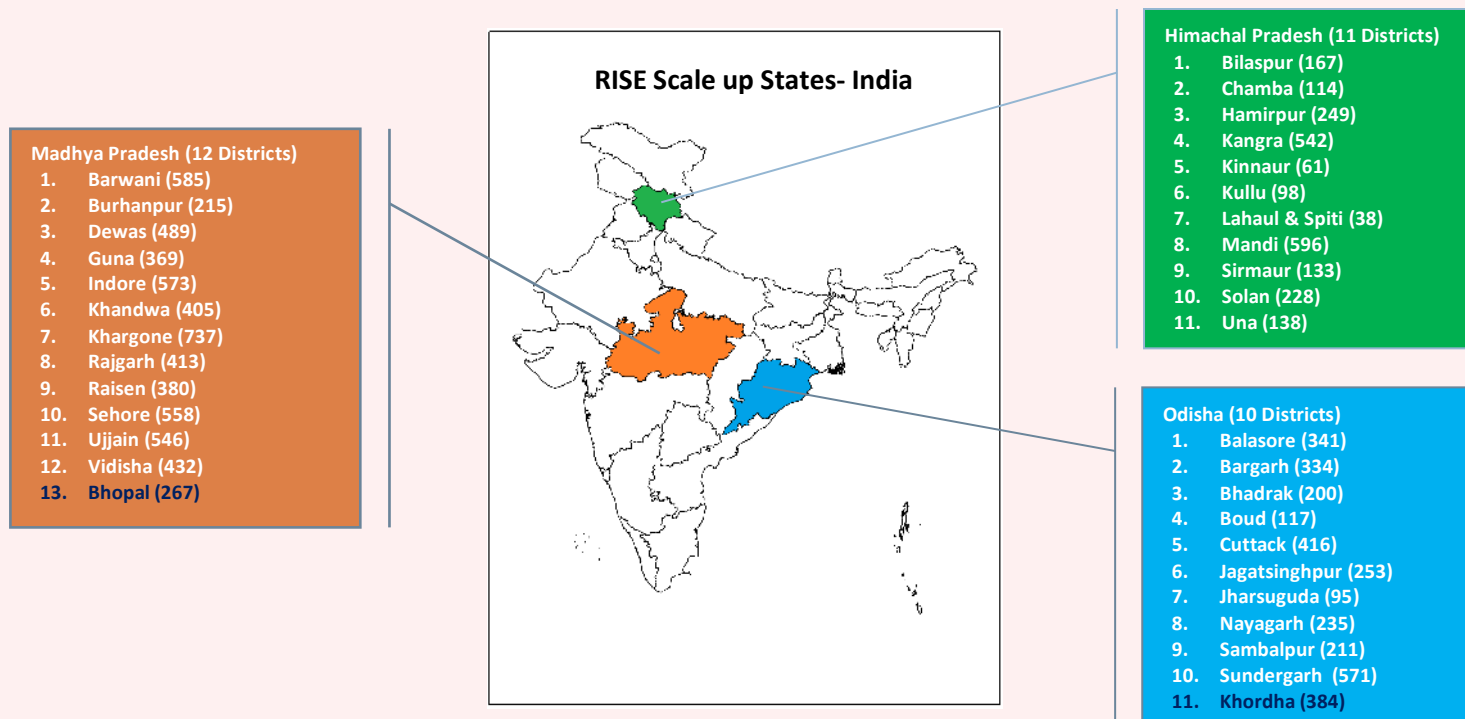 RISE Scale up States- India
Madhya Pradesh (12 Districts)
1. Barwani (585)
2. Burhanpur (215)
3. Dewas (489)
4. Guna (369)
5. Indore (573)
6. Khandwa (405)
7. Khargone (737)
8. Rajgarh (413)
9. Raisen (380)
10. Sehore (558)
11. Ujjain (546)
12. Vidisha (432)
13. Bhopal (267)
Himachal Pradesh (11 Districts)
1. Bilaspur (167)
2. Chamba (114)
3. Hamirpur (249)
4. Kangra (542)
5. Kinnaur (61)
6. Kullu (98)
7. Lahaul & Spiti (38)
8. Mandi (596)
9. Sirmaur (133)
10. Solan (228)
11. Una (138)
Odisha (10 Districts)
1. Balasore (341)
2. Bargarh (334)
3. Bhadrak (200)
4. Boud (117)
5. Cuttack (416)
6. Jagatsinghpur (253)
7. Jharsuguda (95)
8. Nayagarh (235)
9. Sambalpur (211)
10. Sundergarh (571)
11. Khordha (384)